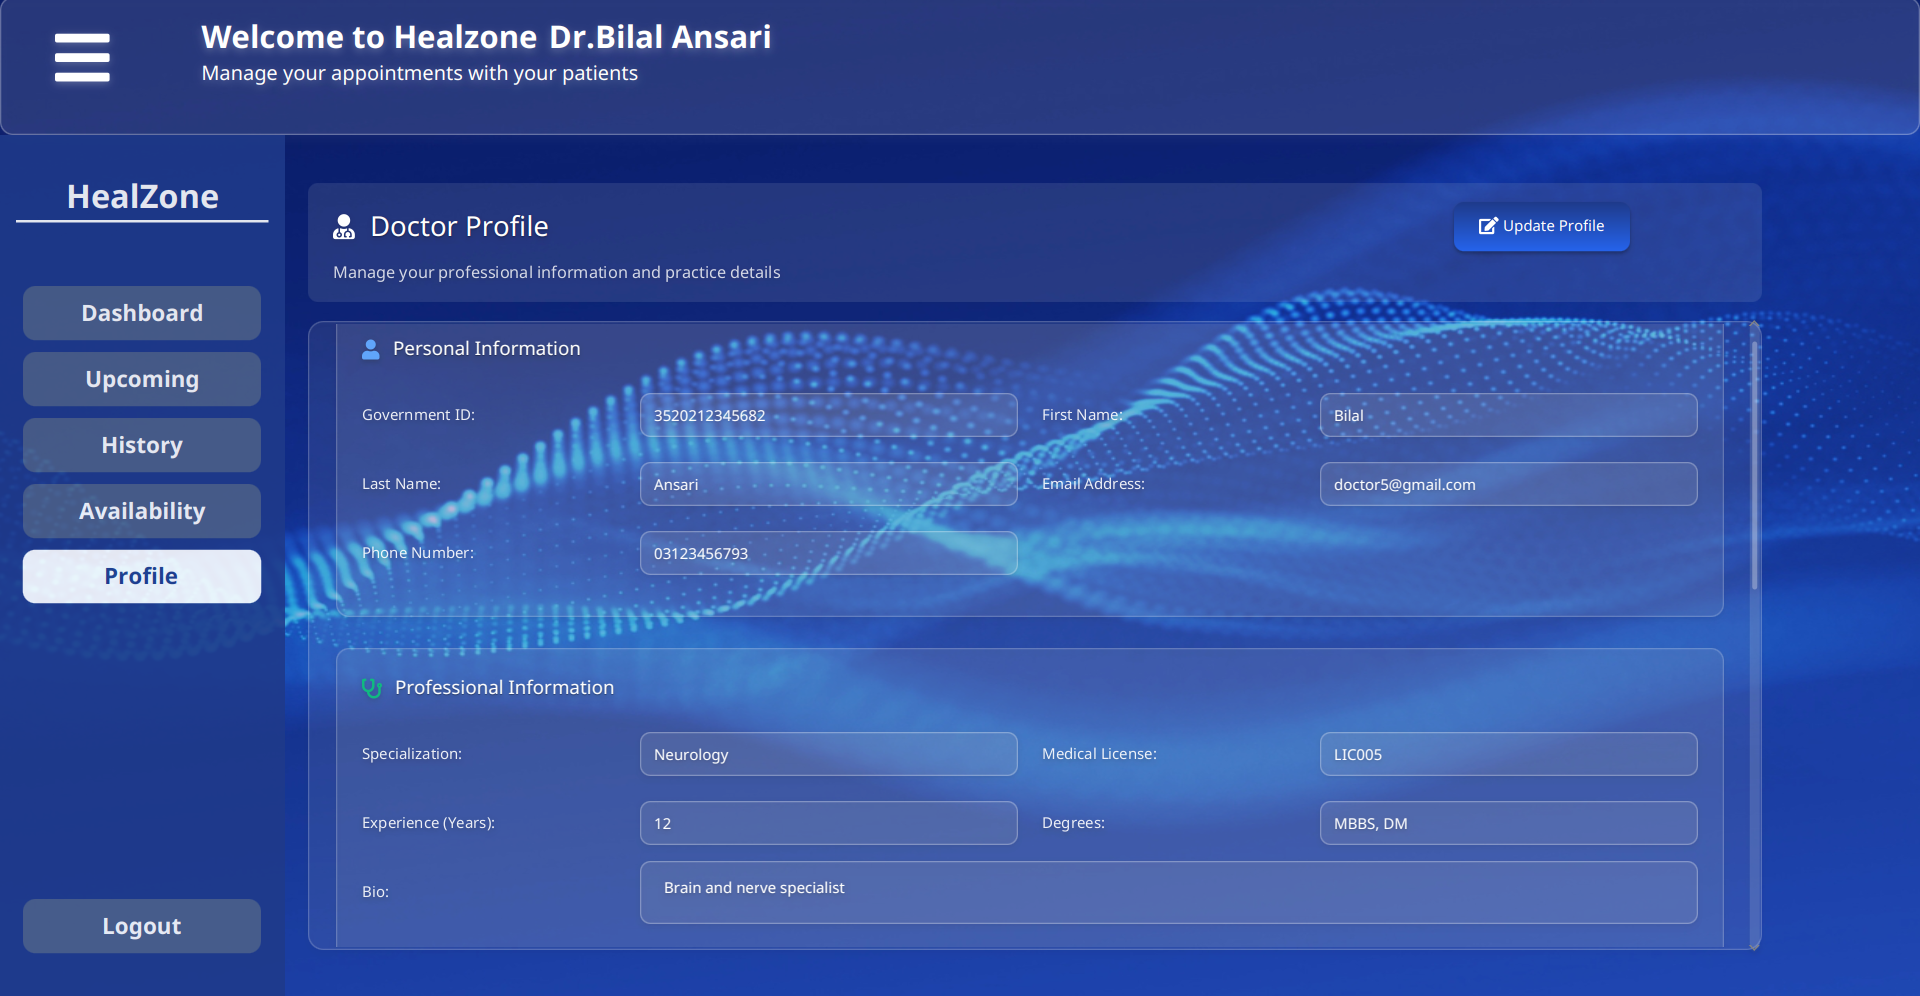 Welcome to Healzone Dr.Bilal Ansari
Manage your appointments with your patients
HealZone
Dashboard
Upcoming
History
Availability
Profile
Logout
Doctor Profile
Update Profile
Manage your professional information and practice details
Personal Information
Government ID: 3520212345682 First Name: Bilal
Last Name: Ansari Email Address: doctor5@gmail.com
Phone Number: 03123456793
Professional Information
Specialization: Neurology Medical License: LIC005
Experience (Years): 12 Degrees: MBBS, DM
Bio: Brain and nerve specialist